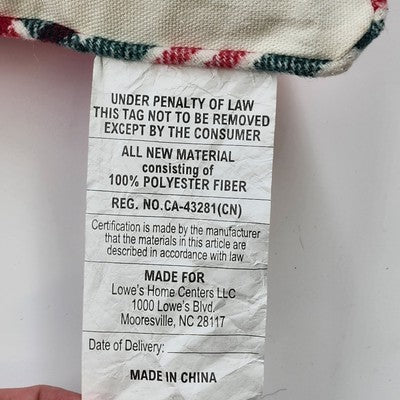 UNDER PENALTY OF LAW
THIS TAG NOT TO BE REMOVED
EXCEPT BY THE CONSUMER
ALL NEW MATERIAL
consisting of
100% POLYESTER FIBER
REG. NO.CA-43281(CN)
Certification is made by the manufacturer
that the materials in this article are
described in accordance with law
MADE FOR
Lowe's Home Centers LLC
1000 Lowe's Blvd.
Mooresville, NC 28117
Date of Delivery:
MADE IN CHINA